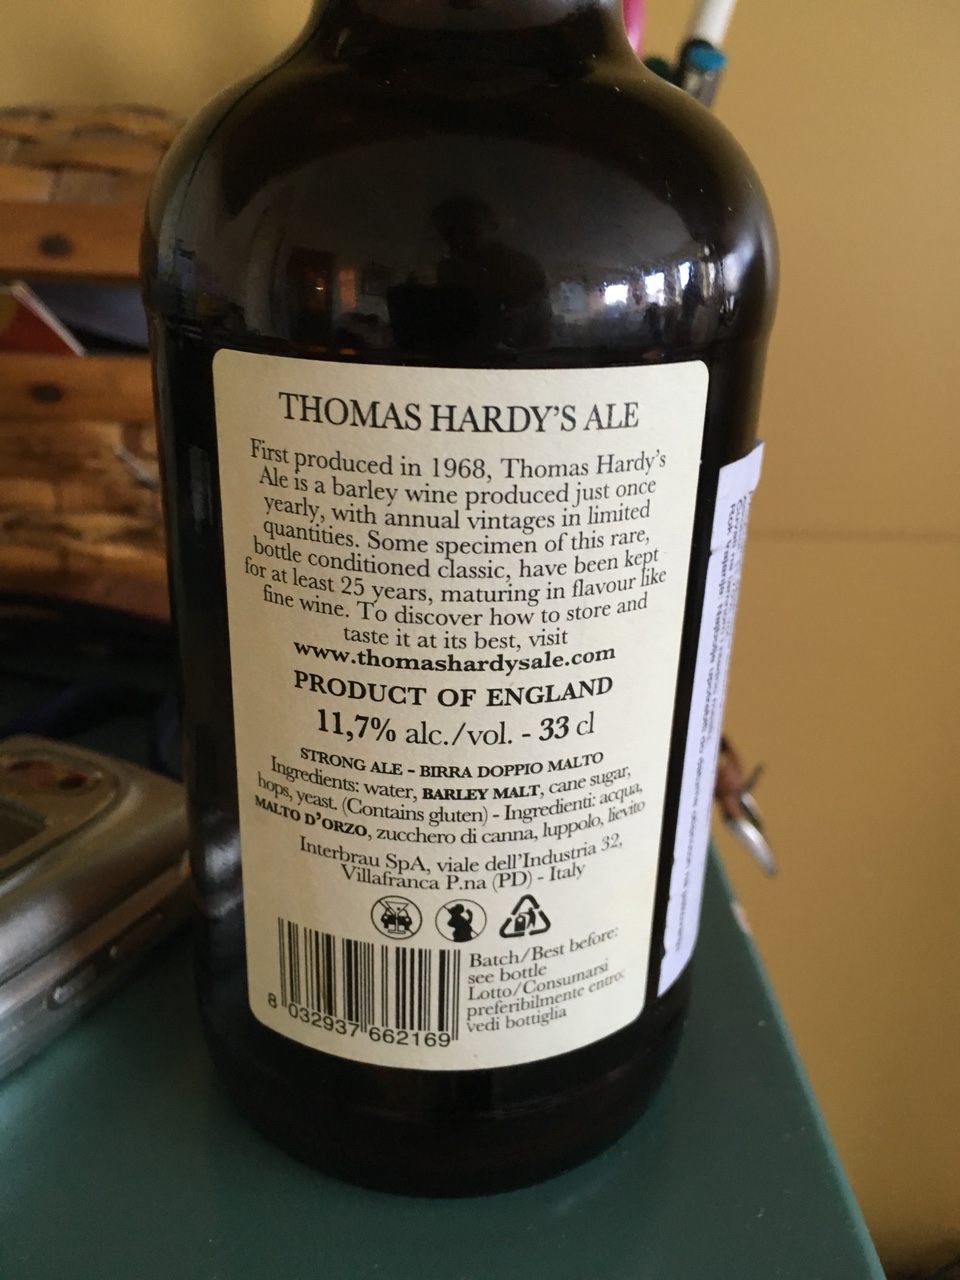 THOMAS HARDY'S ALE
First produced in 1968, Thomas Hardy's
Ale is a barley wine produced just once
yearly, with annual vintages in limited
quantities. Some specimen of this rare,
bottle conditioned classic, have been kept
for at least 25 years, maturing in flavour like
fine wine. To discover how to store and
taste it at its best, visit
www.thomashardysale.com
PRODUCT OF ENGLAND
11,7% alc./vol. - 33 cl
STRONG ALE - BIRRA DOPPIO MALTO
Ingredients: water, BARLEY MALT, cane sugar,
hops, yeast. (Contains gluten) - Ingredienti: acqua,
MALTO D'ORZO, zucchero di canna, luppolo, lievito
Interbrau SpA, viale dell'Industria 32,
Villafranca P.na (PD) - Italy
Batch/Best before:
see bottle
Lotto/Consumarsi
preferibilmente entro:
vedi bottiglia
8 032937 662169